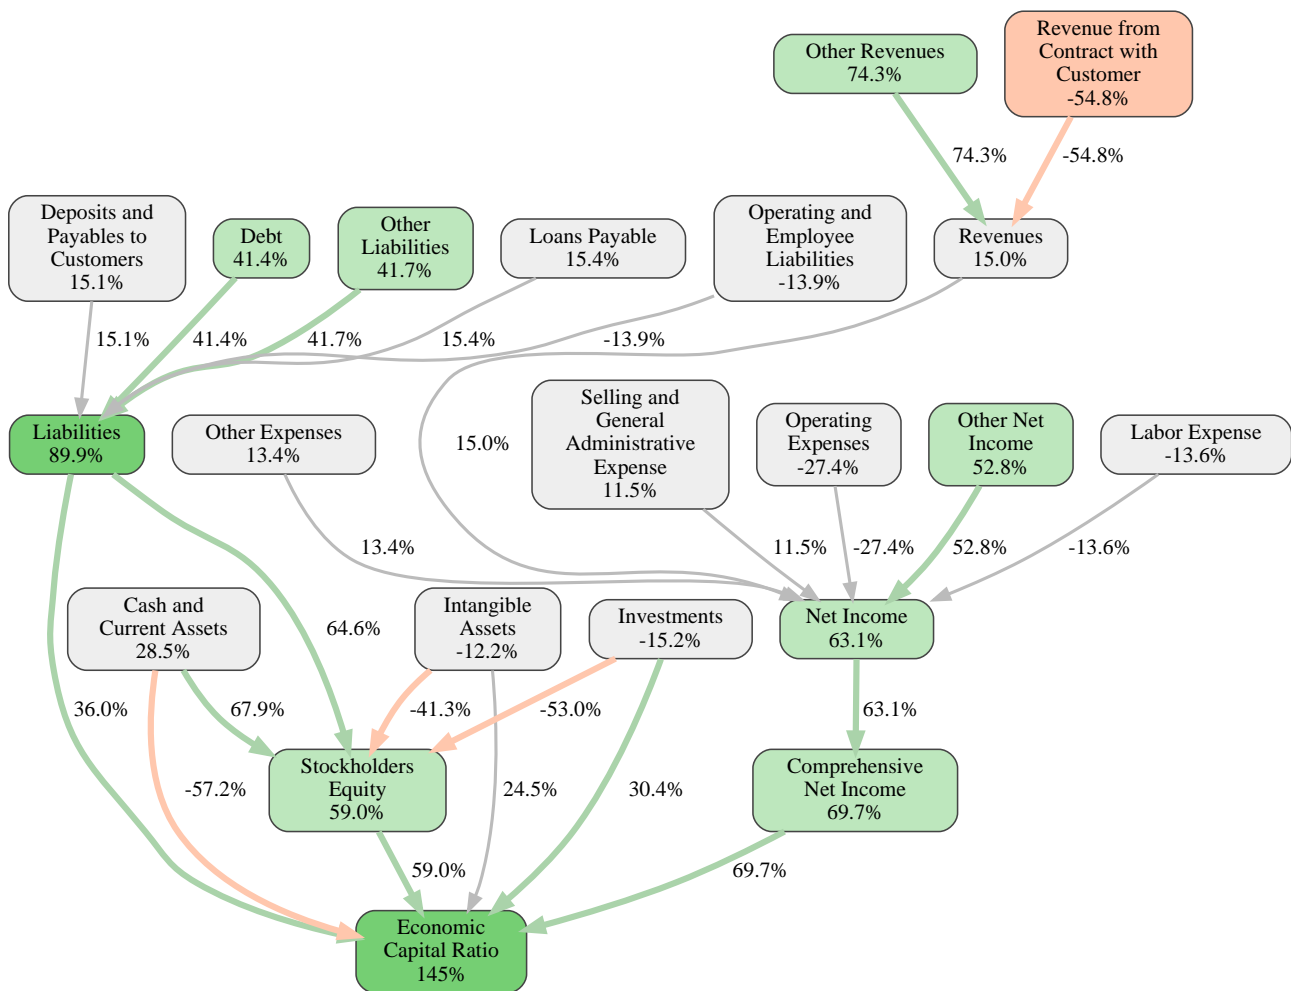 Other Revenues
74.3%
Revenue from
Contract with
Customer
-54.8%
74.3%
-54.8%
Deposits and
Payables to
Customers
15.1%
Debt
41.4%
Other
Liabilities
41.7%
Loans Payable
15.4%
Operating and
Employee
Liabilities
-13.9%
Revenues
15.0%
15.1%
41.4%
41.7%
15.4%
-13.9%
Liabilities
89.9%
Other Expenses
13.4%
15.0%
Selling and
General
Administrative
Expense
11.5%
Operating
Expenses
-27.4%
Other Net
Income
52.8%
Labor Expense
-13.6%
13.4%
11.5%
-27.4%
52.8%
-13.6%
Cash and
Current Assets
28.5%
64.6%
Intangible
Assets
-12.2%
Investments
-15.2%
Net Income
63.1%
36.0%
67.9%
-41.3%
-53.0%
63.1%
-57.2%
Stockholders
Equity
59.0%
24.5%
30.4%
Comprehensive
Net Income
69.7%
59.0%
69.7%
Economic
Capital Ratio
145%